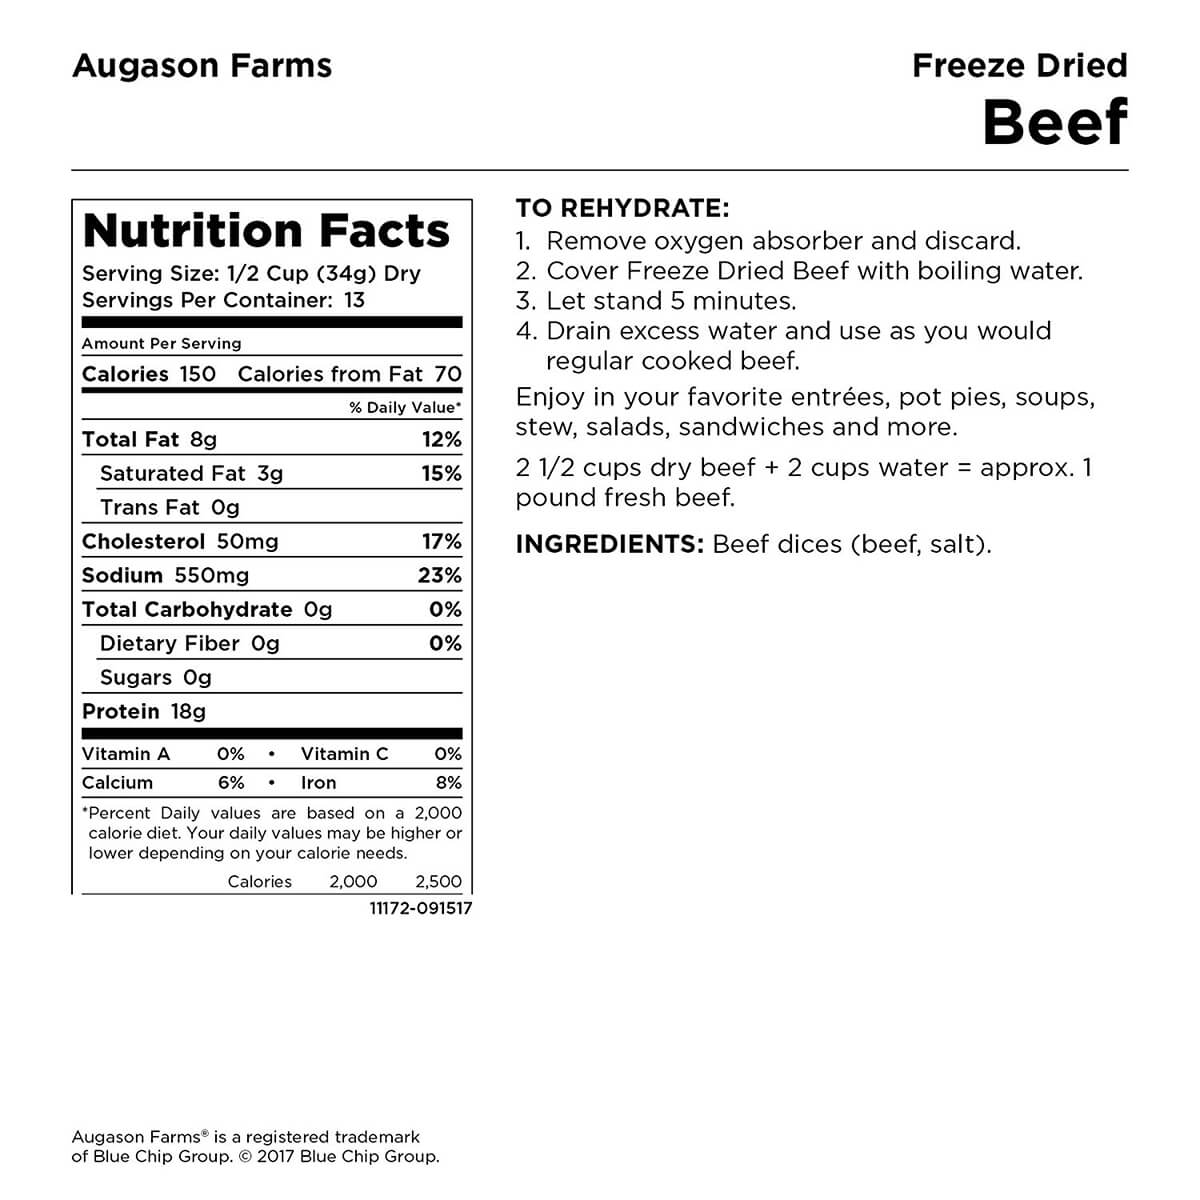 Augason Farms
Freeze Dried
Beef
Nutrition Facts
Serving Size: 1/2 Cup (34g) Dry
Servings Per Container: 13
Amount Per Serving
Calories 150 Calories from Fat 70
% Daily Value*
Total Fat 8g 12%
Saturated Fat 3g 15%
Trans Fat 0g
Cholesterol 50mg 17%
Sodium 550mg 23%
Total Carbohydrate 0g 0%
Dietary Fiber 0g 0%
Sugars 0g
Protein 18g
Vitamin A 0% • Vitamin C 0%
Calcium 6% • Iron 8%
*Percent Daily values are based on a 2,000
calorie diet. Your daily values may be higher or
lower depending on your calorie needs.
Calories 2,000 2,500
11172-091517
TO REHYDRATE:
1. Remove oxygen absorber and discard.
2. Cover Freeze Dried Beef with boiling water.
3. Let stand 5 minutes.
4. Drain excess water and use as you would
regular cooked beef.
Enjoy in your favorite entrées, pot pies, soups,
stew, salads, sandwiches and more.
2 1/2 cups dry beef + 2 cups water = approx. 1
pound fresh beef.
INGREDIENTS: Beef dices (beef, salt).
Augason Farms® is a registered trademark
of Blue Chip Group. © 2017 Blue Chip Group.